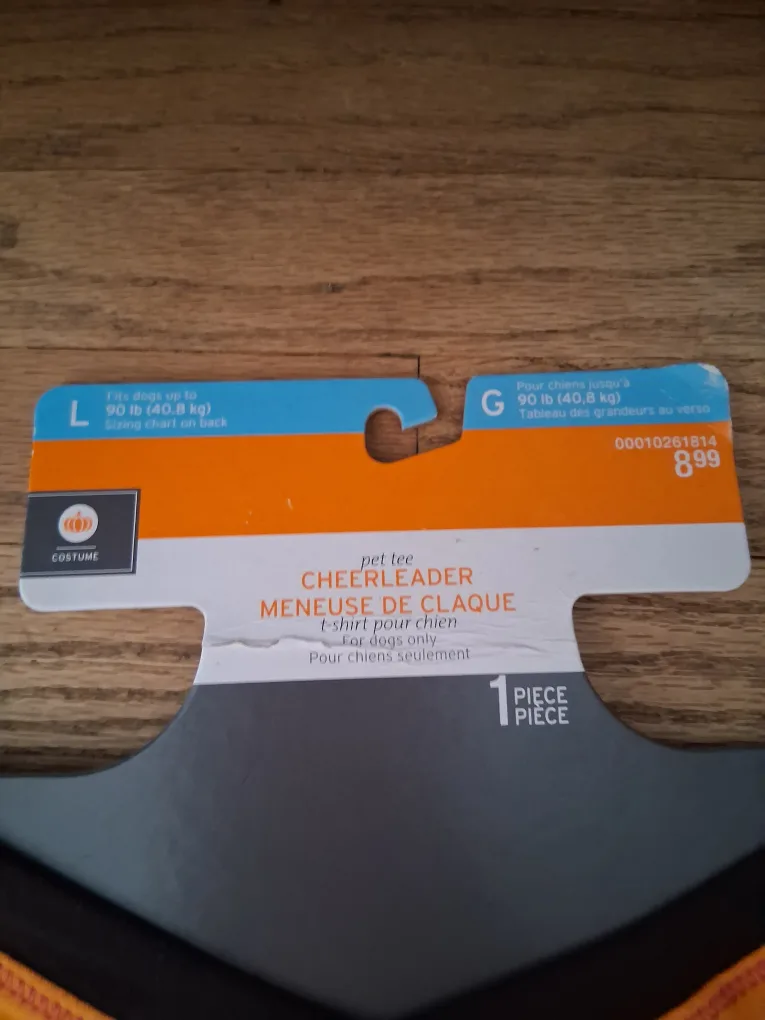 L
Fits dogs up to
90 lb (40,8 kg)
Sizing chart on back
G
Pour chiens jusqu'à
90 lb (40,8 kg)
Tableau des grandeurs au verso
00010261814
8 99
COSTUME
pet tee
CHEERLEADER
MENEUSE DE CLAQUE
t-shirt pour chien
For dogs only
Pour chiens seulement
1 PIECE
PIÈCE